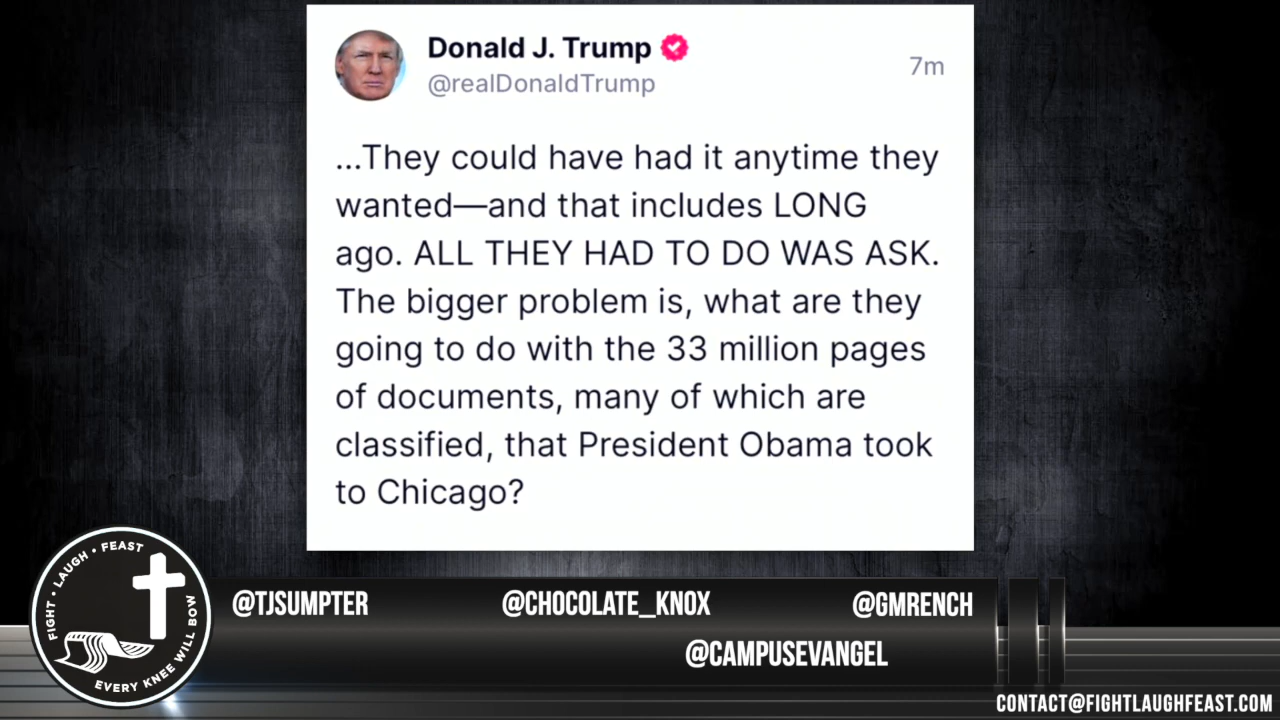 Donald J. Trump
@realDonaldTrump
7m
...They could have had it anytime they
wanted—and that includes LONG
ago. ALL THEY HAD TO DO WAS ASK.
The bigger problem is, what are they
going to do with the 33 million pages
of documents, many of which are
classified, that President Obama took
to Chicago?
FIGHT • LAUGH • FEAST
EVERY KNEE WILL BOW
@TJSUMPTER
@CHOCOLATE_KNOX
@GMRENCH
@CAMPUSEVANGEL
CONTACT@FIGHTLAUGHFEAST.COM